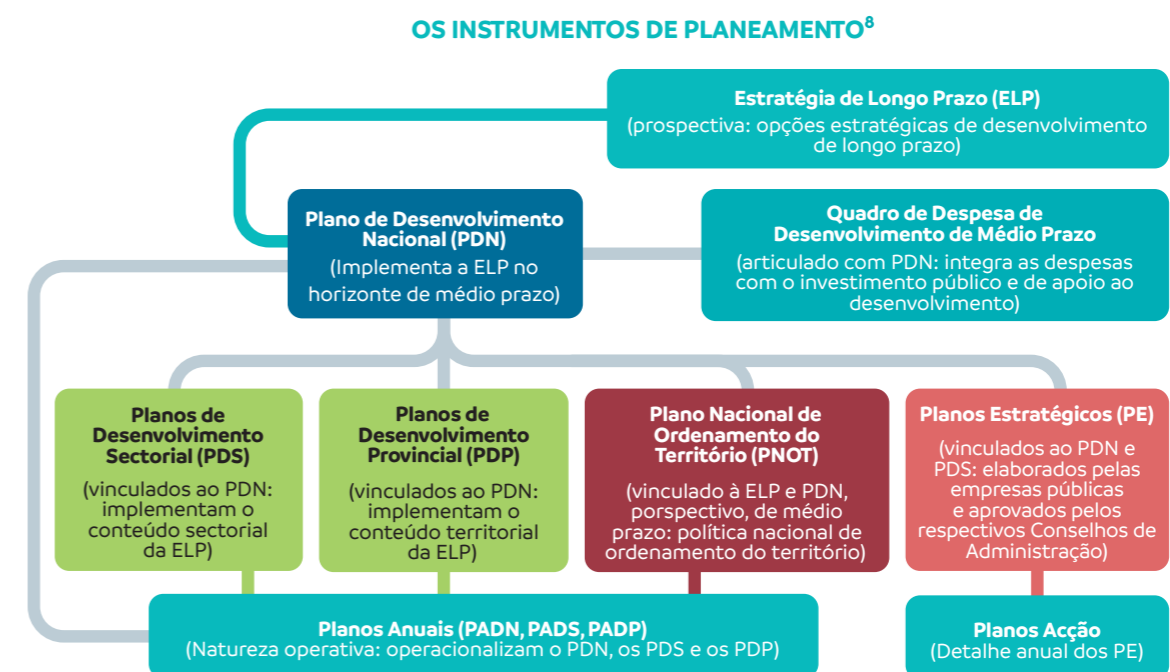 OS INSTRUMENTOS DE PLANEAMENTO⁸
Estratégia de Longo Prazo (ELP)
(prospectiva: opções estratégicas de desenvolvimento
de longo prazo)
Plano de Desenvolvimento
Nacional (PDN)
(Implementa a ELP no
horizonte de médio prazo)
Quadro de Despesa de
Desenvolvimento de Médio Prazo
(articulado com PDN: integra as despesas
com o investimento público e de apoio ao
desenvolvimento)
Planos de
Desenvolvimento
Sectorial (PDS)
(vinculados ao PDN:
implementam o
conteúdo sectorial
da ELP)
Planos de
Desenvolvimento
Provincial (PDP)
(vinculados ao PDN:
implementam o
conteúdo territorial
da ELP)
Plano Nacional de
Ordenamento do
Território (PNOT)
(vinculado à ELP e PDN,
porspectivo, de médio
prazo: política nacional de
ordenamento do território)
Planos Estratégicos (PE)
(vinculados ao PDN e
PDS: elaborados pelas
empresas públicas
e aprovados pelos
respectivos Conselhos de
Administração)
Planos Anuais (PADN, PADS, PADP)
(Natureza operativa: operacionalizam o PDN, os PDS e os PDP)
Planos Acção
(Detalhe anual dos PE)